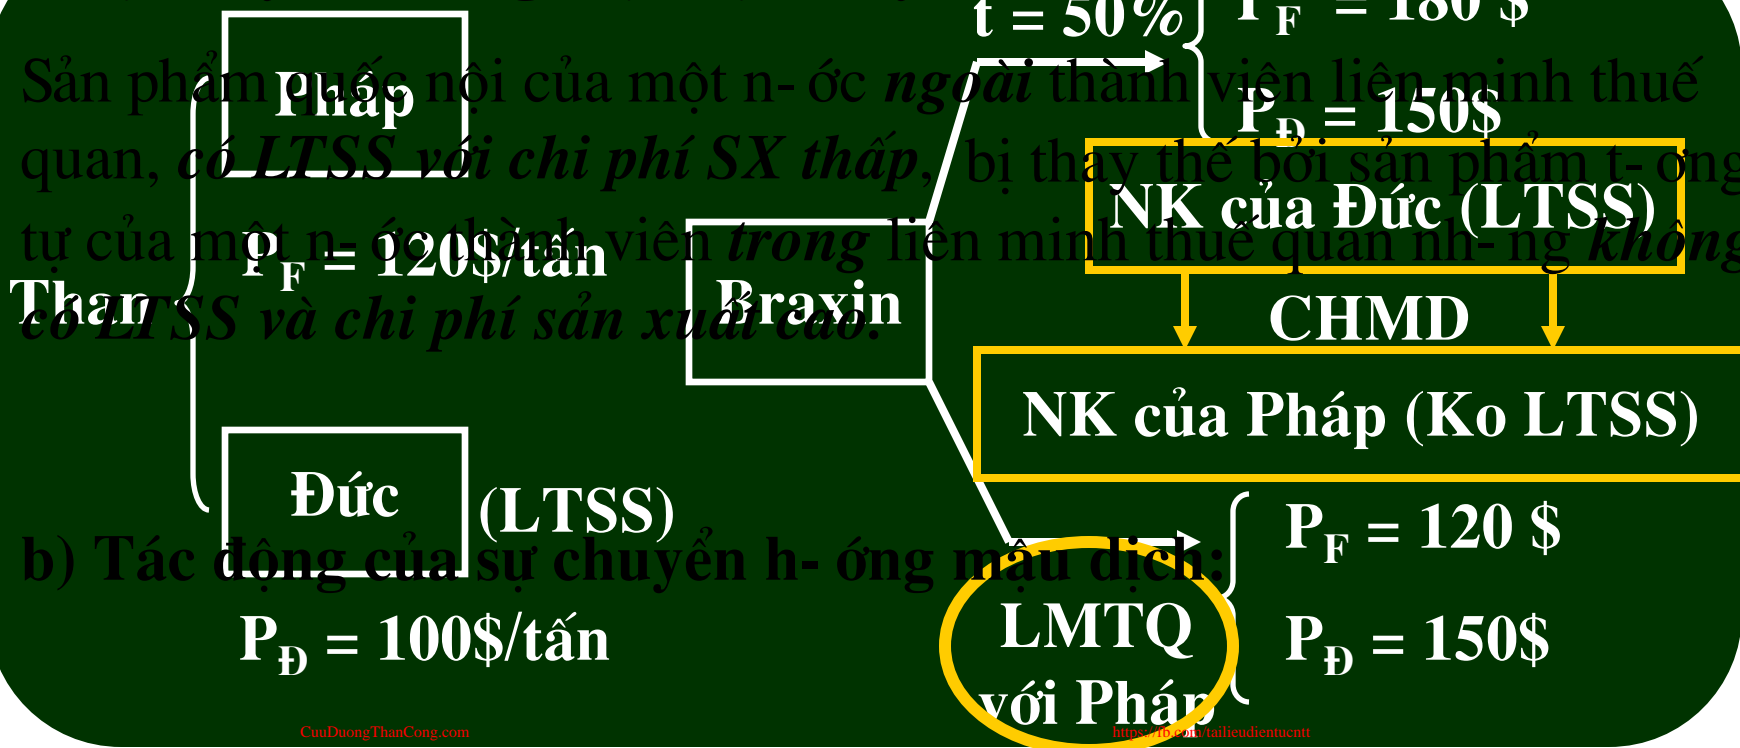 t = 50%
P_F = 180 $
Sản phẩm quốc nội của một n- ớc ngoài thành viên liên minh thuế
Pháp
P_Đ = 150$
quan, có LTSS với chi phí SX thấp, bị thay thế bởi sản phẩm t- ơng
NK của Đức (LTSS)
tự của một n- ớc thành viên trong liên minh thuế quan nh- ng không
P_F = 120$/tấn
Than
Braxin
CHMD
có LTSS và chi phí sản xuất cao.
NK của Pháp (Ko LTSS)
Đức
(LTSS)
P_F = 120 $
b) Tác động của sự chuyển h- ớng mậu dịch:
P_Đ = 100$/tấn
LMTQ
với Pháp
P_Đ = 150$
CuuDuongThanCong.com
https://fb.com/tailieudientucntt